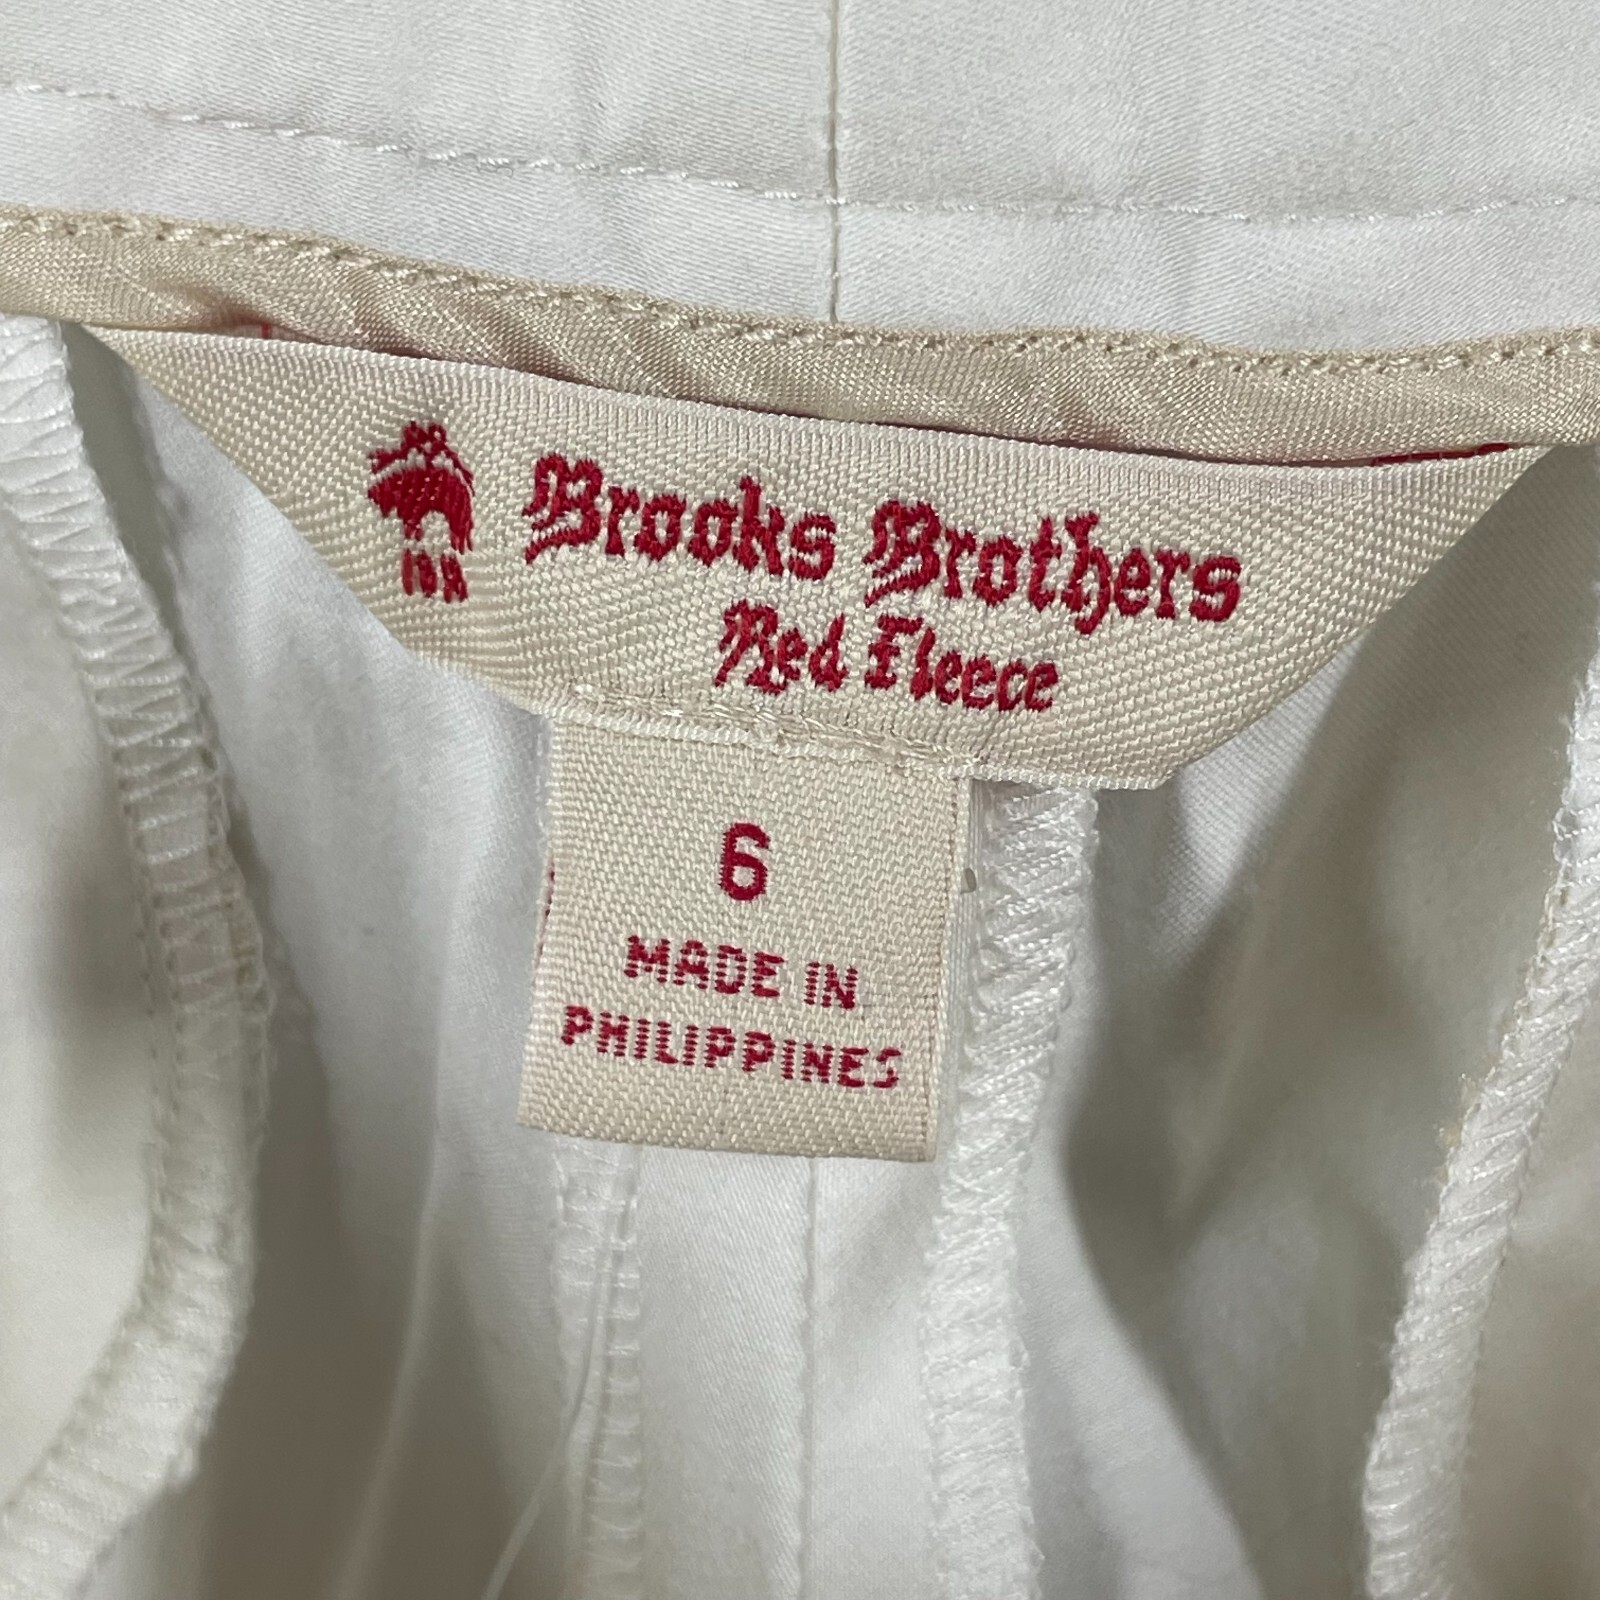 Brooks Brothers
Red Fleece
6
MADE IN
PHILIPPINES